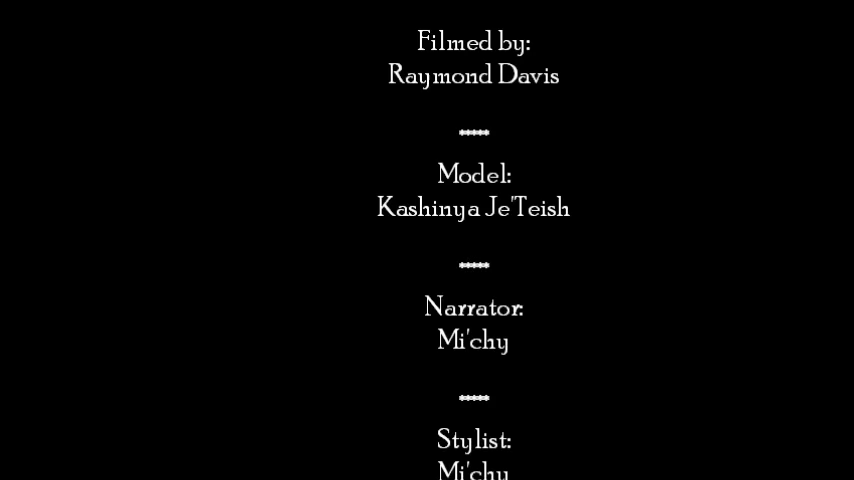 Filmed by:
Raymond Davis
*****
Model:
Kashinya Je'Teish
*****
Narrator:
Mi'chy
*****
Stylist:
Mi'chy